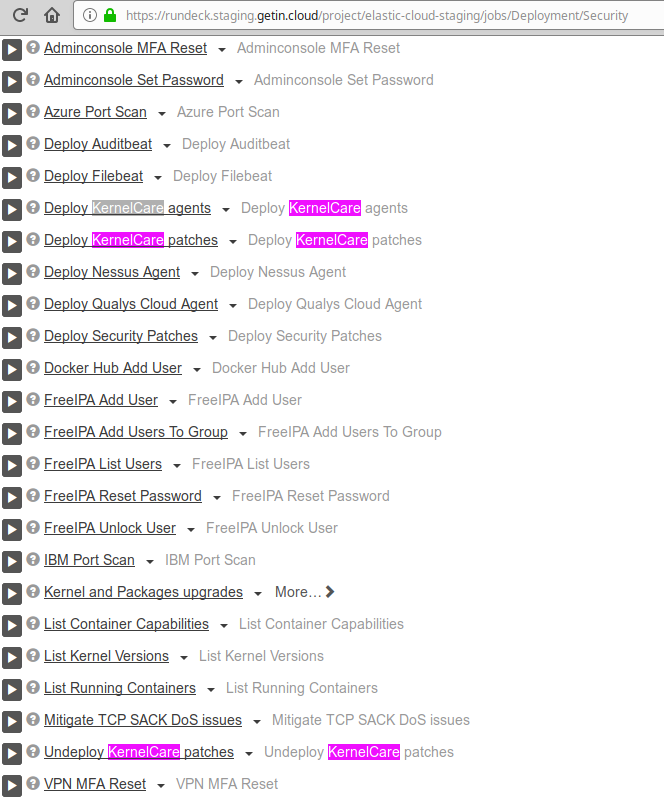 https://rundeck.staging.getin.cloud/project/elastic-cloud-staging/jobs/Deployment/Security
Adminconsole MFA Reset Adminconsole MFA Reset
Adminconsole Set Password Adminconsole Set Password
Azure Port Scan Azure Port Scan
Deploy Auditbeat Deploy Auditbeat
Deploy Filebeat Deploy Filebeat
Deploy KernelCare agents Deploy KernelCare agents
Deploy KernelCare patches Deploy KernelCare patches
Deploy Nessus Agent Deploy Nessus Agent
Deploy Qualys Cloud Agent Deploy Qualys Cloud Agent
Deploy Security Patches Deploy Security Patches
Docker Hub Add User Docker Hub Add User
FreeIPA Add User FreeIPA Add User
FreeIPA Add Users To Group FreeIPA Add Users To Group
FreeIPA List Users FreeIPA List Users
FreeIPA Reset Password FreeIPA Reset Password
FreeIPA Unlock User FreeIPA Unlock User
IBM Port Scan IBM Port Scan
Kernel and Packages upgrades More...
List Container Capabilities List Container Capabilities
List Kernel Versions List Kernel Versions
List Running Containers List Running Containers
Mitigate TCP SACK DoS issues Mitigate TCP SACK DoS issues
Undeploy KernelCare patches Undeploy KernelCare patches
VPN MFA Reset VPN MFA Reset